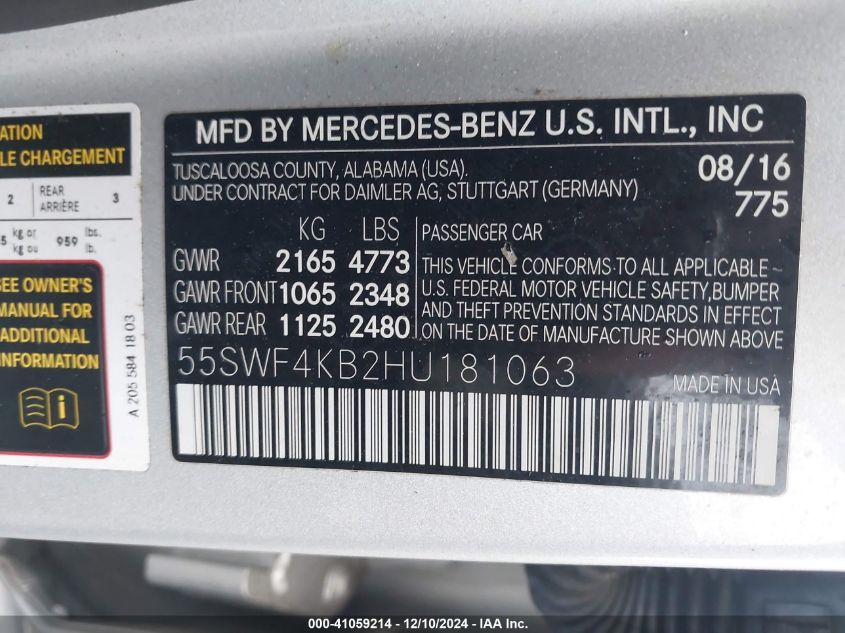 ATION
LE CHARGEMENT
2 REAR ARRIÈRE 3
5 kg or kg ou 959 lbs. lb.
SEE OWNER'S
MANUAL FOR
ADDITIONAL
INFORMATION
A 205 584 18 03
MFD BY MERCEDES-BENZ U.S. INTL., INC
TUSCALOOSA COUNTY, ALABAMA (USA).
UNDER CONTRACT FOR DAIMLER AG, STUTTGART (GERMANY)
08/16
775
KG LBS
GVWR 2165 4773
GAWR FRONT 1065 2348
GAWR REAR 1125 2480
PASSENGER CAR
THIS VEHICLE CONFORMS TO ALL APPLICABLE
U.S. FEDERAL MOTOR VEHICLE SAFETY,BUMPER
AND THEFT PREVENTION STANDARDS IN EFFECT
ON THE DATE OF MANUFACTURE SHOWN ABOVE
55SWF4KB2HU181063
MADE IN USA
000-41059214 - 12/10/2024 - IAA Inc.